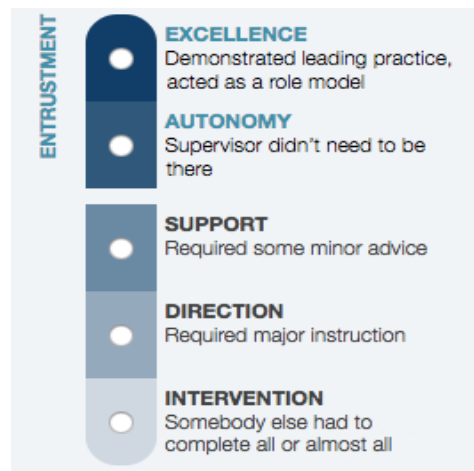 ENTRUSTMENT
EXCELLENCE
Demonstrated leading practice,
acted as a role model
AUTONOMY
Supervisor didn't need to be
there
SUPPORT
Required some minor advice
DIRECTION
Required major instruction
INTERVENTION
Somebody else had to
complete all or almost all